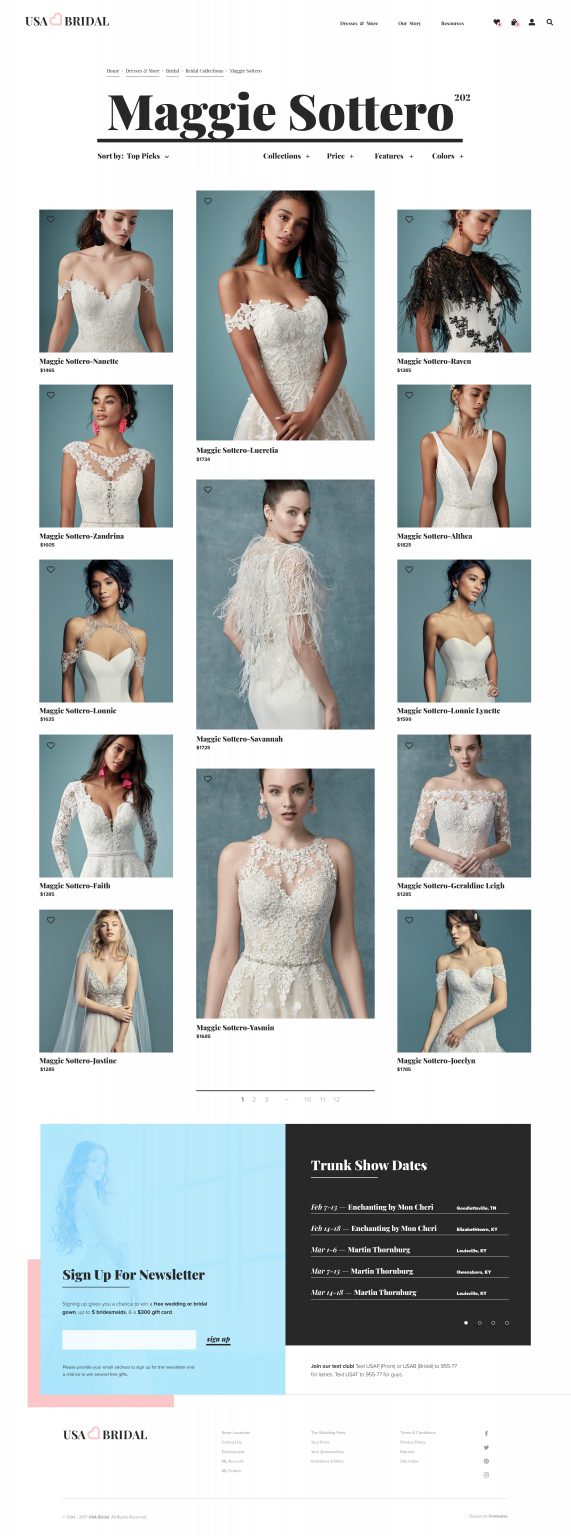 USA BRIDAL
Dresses & More Our Story Resources
Home › Dresses & More › Bridal › Bridal Collections › Maggie Sottero
Maggie Sottero 202
Sort by: Top Picks Collections + Price + Features + Colors +
Maggie Sottero-Nanette
$1465
Maggie Sottero-Lucretia
$1734
Maggie Sottero-Raven
$1385
Maggie Sottero-Zandrina
$1605
Maggie Sottero-Althea
$1825
Maggie Sottero-Lonnie
$1635
Maggie Sottero-Savannah
$1725
Maggie Sottero-Lonnie Lynette
$1599
Maggie Sottero-Faith
$1385
Maggie Sottero-Geraldine Leigh
$1285
Maggie Sottero-Justine
$1285
Maggie Sottero-Yasmin
$1685
Maggie Sottero-Jocelyn
$1785
1 2 3 10 11 12
Sign Up For Newsletter
Signing up gives you a chance to win a free wedding or bridal
gown, up to 5 bridesmaids, & a $300 gift card.
sign up
Please provide your email address to sign up for the newsletter and
a chance to win several free gifts.
Trunk Show Dates
Feb 7-13 — Enchanting by Mon Cheri Goodlettsville, TN
Feb 14-18 — Enchanting by Mon Cheri Elizabethtown, KY
Mar 1-6 — Martin Thornburg Louisville, KY
Mar 7-13 — Martin Thornburg Owensboro, KY
Mar 14-18 — Martin Thornburg Louisville, KY
Join our text club! Text USAP (Prom) or USAB (Bridal) to 955-77
for ladies. Text USAT to 955-77 for guys.
USA BRIDAL
Store Locations
Contact Us
Employment
My Account
My Orders
The Wedding Party
Your Prom
Your Quinceañera
Invitations & More
Terms & Conditions
Privacy Policy
Returns
Site Index
©1994 - 2017 USA Bridal. All Rights Reserved.
Design by